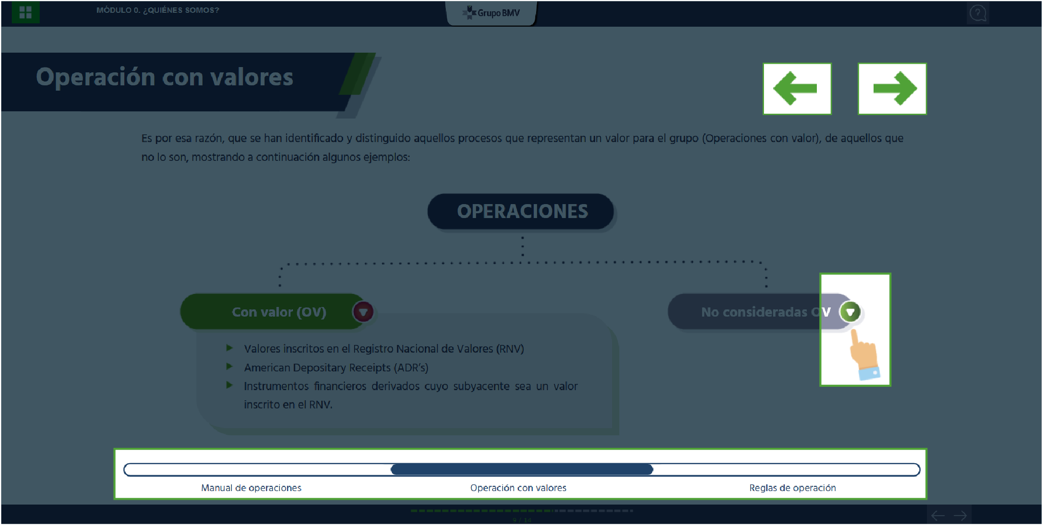 MÓDULO 0. ¿QUIÉNES SOMOS?
Grupo BMV
Operación con valores
Es por esa razón, que se han identificado y distinguido aquellos procesos que representan un valor para el grupo (Operaciones con valor), de aquellos que
no lo son, mostrando a continuación algunos ejemplos:
OPERACIONES
Con valor (OV)
No consideradas OV
Valores inscritos en el Registro Nacional de Valores (RNV)
American Depositary Receipts (ADR's)
Instrumentos financieros derivados cuyo subyacente sea un valor
inscrito en el RNV.
Manual de operaciones
Operación con valores
Reglas de operación